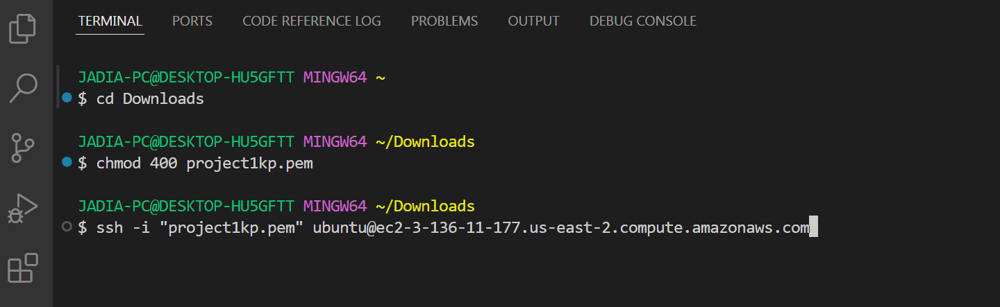 TERMINAL PORTS CODE REFERENCE LOG PROBLEMS OUTPUT DEBUG CONSOLE
JADIA-PC@DESKTOP-HU5GFTT MINGW64 ~
$ cd Downloads
JADIA-PC@DESKTOP-HU5GFTT MINGW64 ~/Downloads
$ chmod 400 project1kp.pem
JADIA-PC@DESKTOP-HU5GFTT MINGW64 ~/Downloads
$ ssh -i "project1kp.pem" ubuntu@ec2-3-136-11-177.us-east-2.compute.amazonaws.com